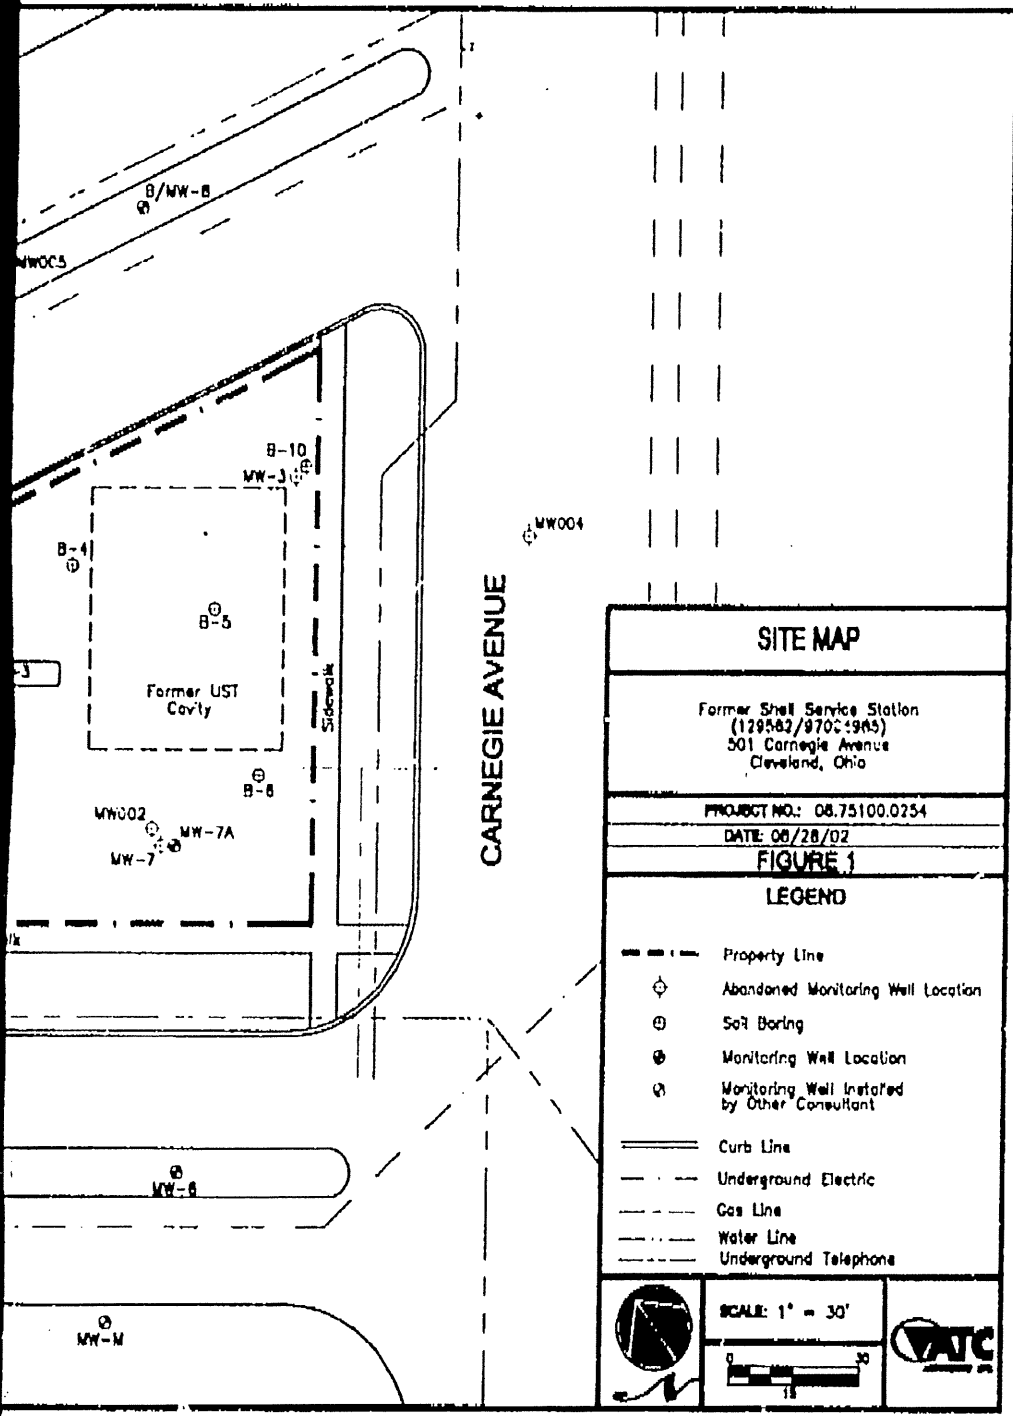 B/MW-8
MW005
B-10
MW-3
MW004
B-4
B-5
Former UST
Cavity
Sidewalk
CARNEGIE AVENUE
B-6
MW002
MW-7A
MW-7
lk
MW-6
MW-M
SITE MAP
Former Shell Service Station
501 Carnegie Avenue
Cleveland, Ohio
PROJECT NO.: 08.75100.0254
DATE: 08/28/02
FIGURE 1
LEGEND
Property Line
Abandoned Monitoring Well Location
Soil Boring
Monitoring Well Location
Monitoring Well Installed
by Other Consultant
Curb Line
Underground Electric
Gas Line
Water Line
Underground Telephone
SCALE: 1" = 30'
0 30
15
ATC